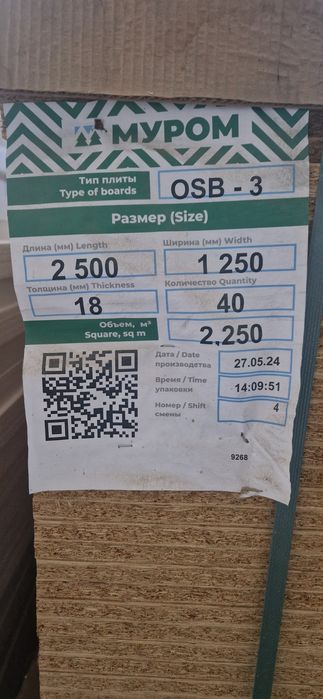 МУРОМ
Тип плиты
Type of boards
OSB - 3
Размер (Size)
Длина (мм) Length
Ширина (мм) Width
2 500
1 250
Толщина (мм) Thickness
Количество Quantity
18
40
Объем, м³
Square, sq m
2,250
Дата / Date
производства
27.05.24
Время / Time
упаковки
14:09:51
Номер / Shift
смены
4
9268